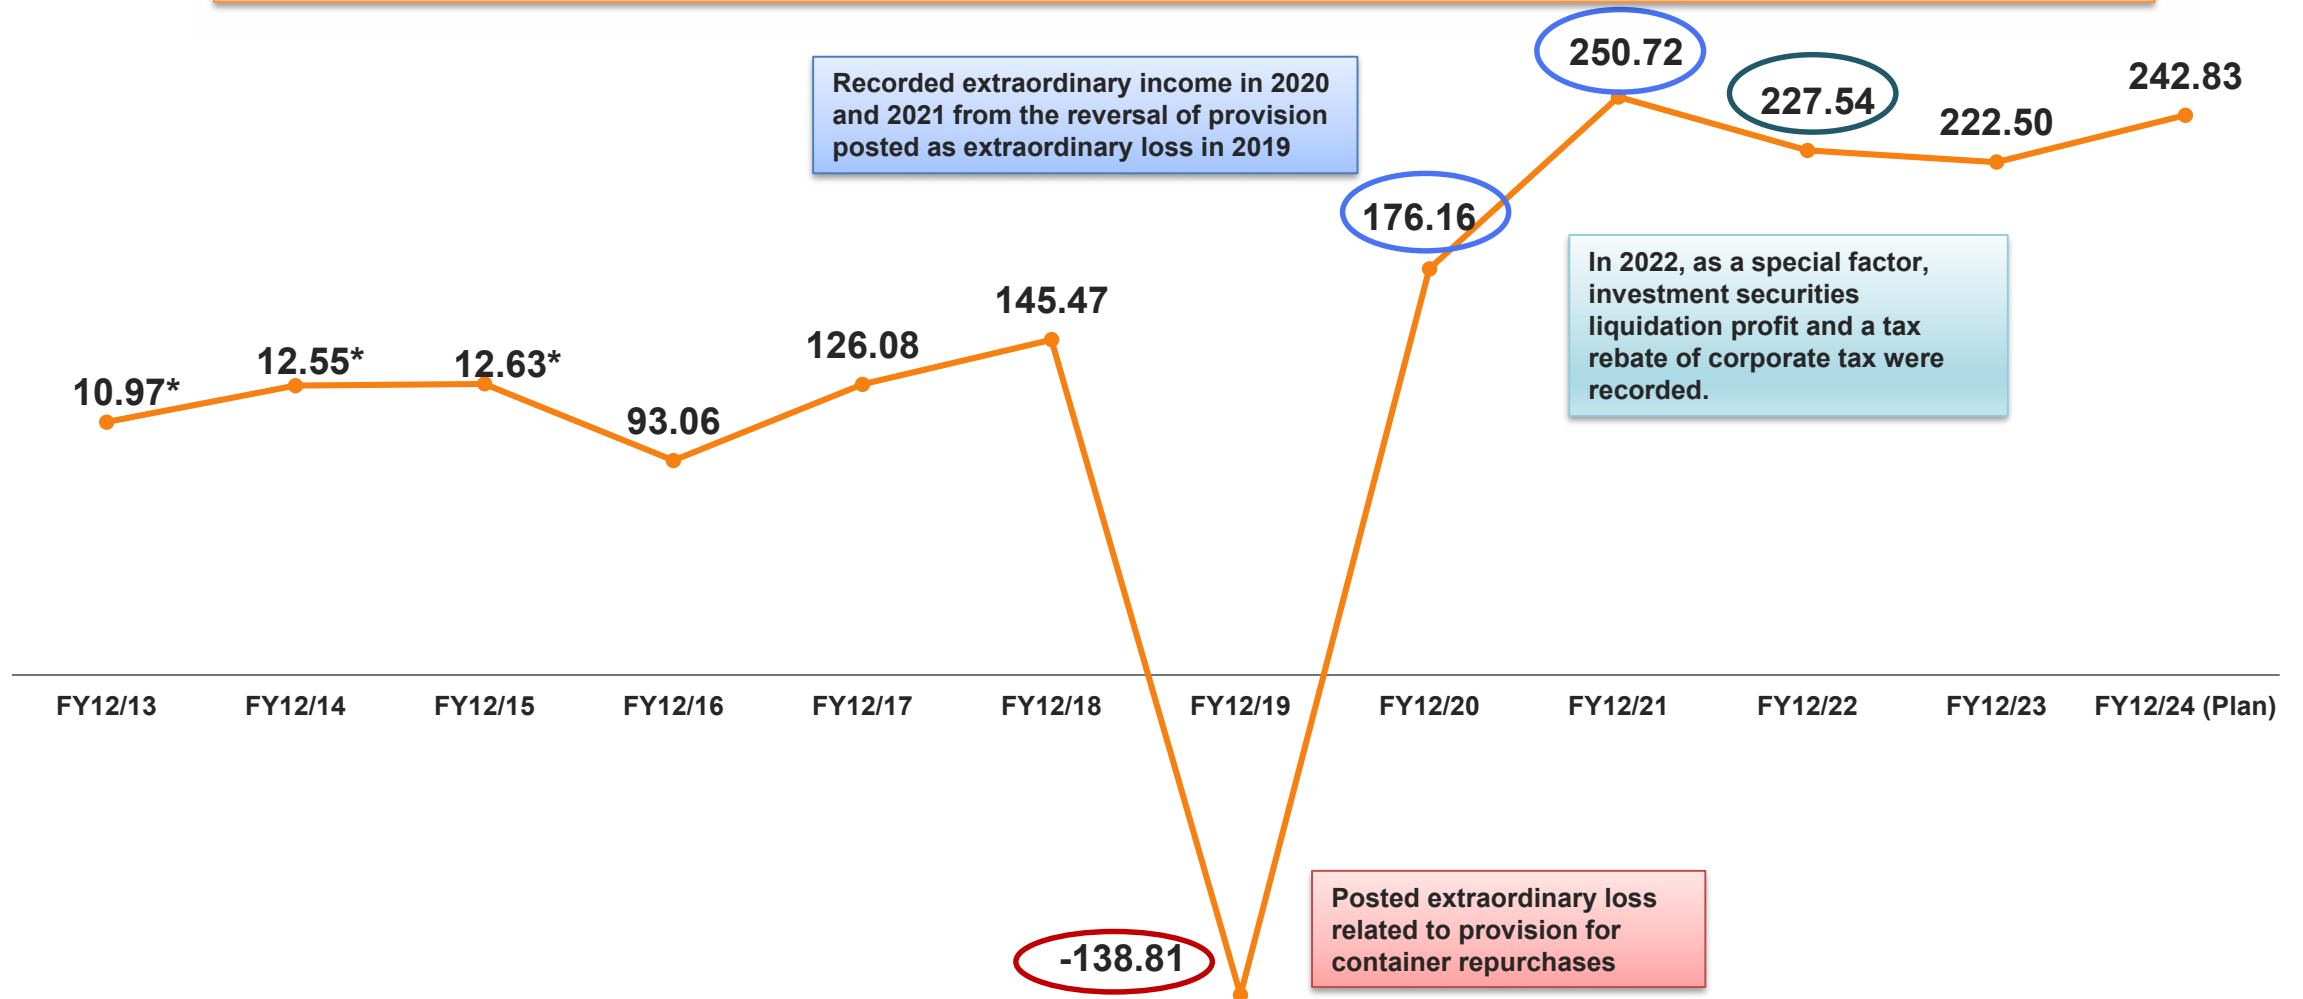 250.72
242.83
Recorded extraordinary income in 2020
and 2021 from the reversal of provision
posted as extraordinary loss in 2019
227.54
222.50
176.16
In 2022, as a special factor,
investment securities
liquidation profit and a tax
rebate of corporate tax were
recorded.
145.47
126.08
12.55*
12.63*
10.97*
93.06
FY12/13
FY12/14
FY12/15
FY12/16
FY12/17
FY12/18
FY12/19
FY12/20
FY12/21
FY12/22
FY12/23
FY12/24 (Plan)
Posted extraordinary loss
related to provision for
container repurchases
-138.81